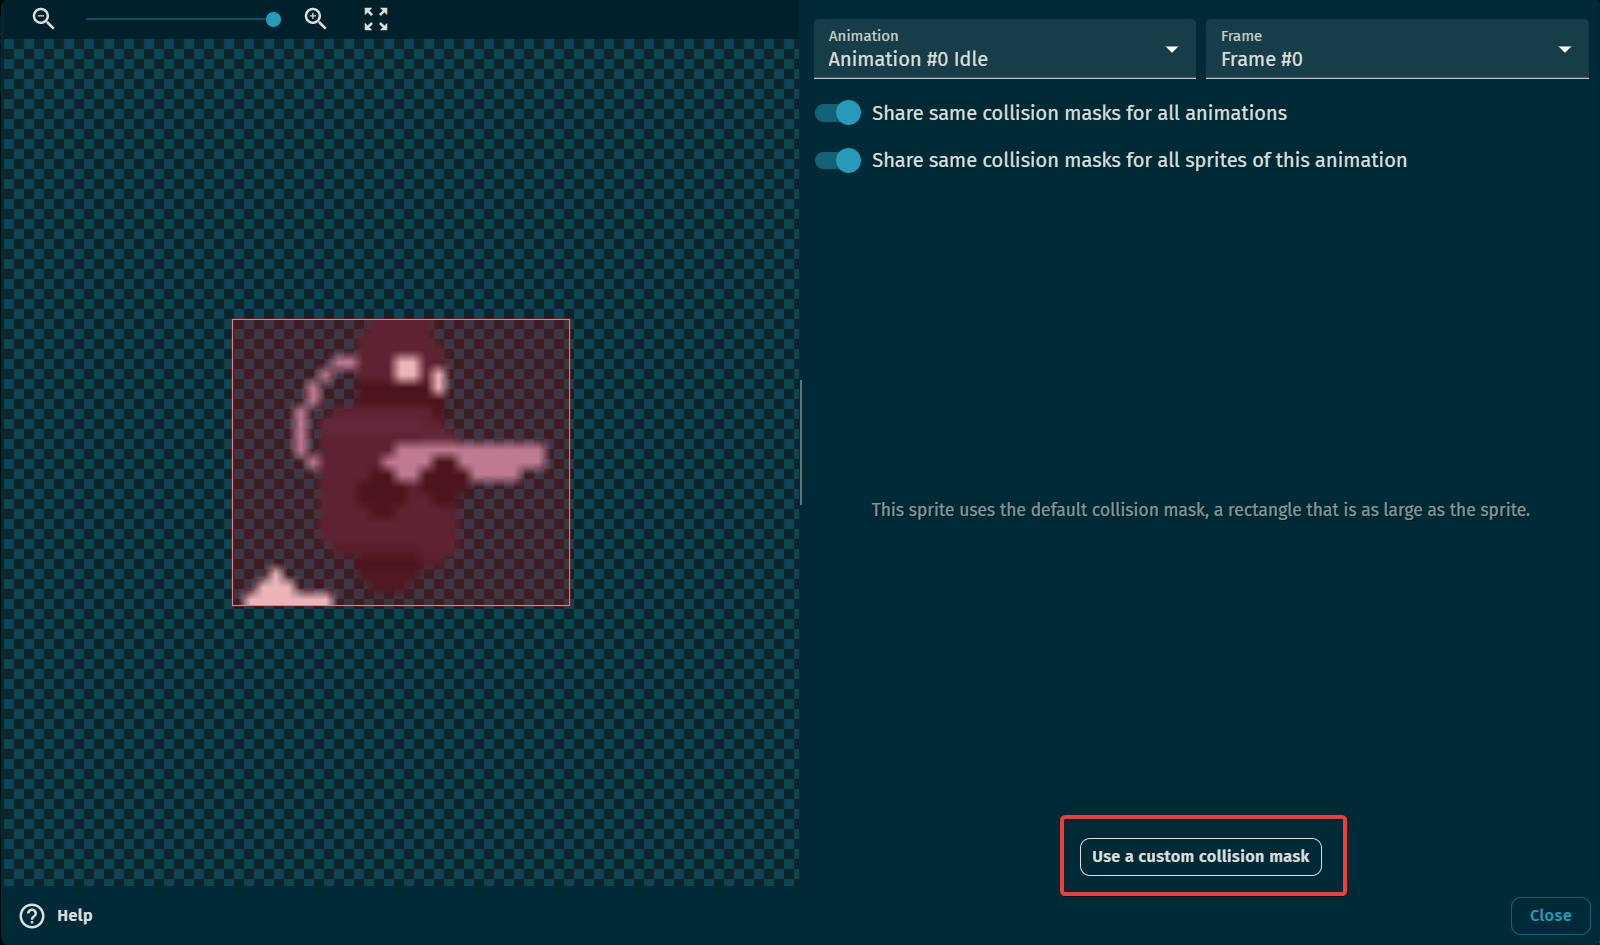 Animation
Animation #0 Idle
Frame
Frame #0
Share same collision masks for all animations
Share same collision masks for all sprites of this animation
This sprite uses the default collision mask, a rectangle that is as large as the sprite.
Use a custom collision mask
Help
Close